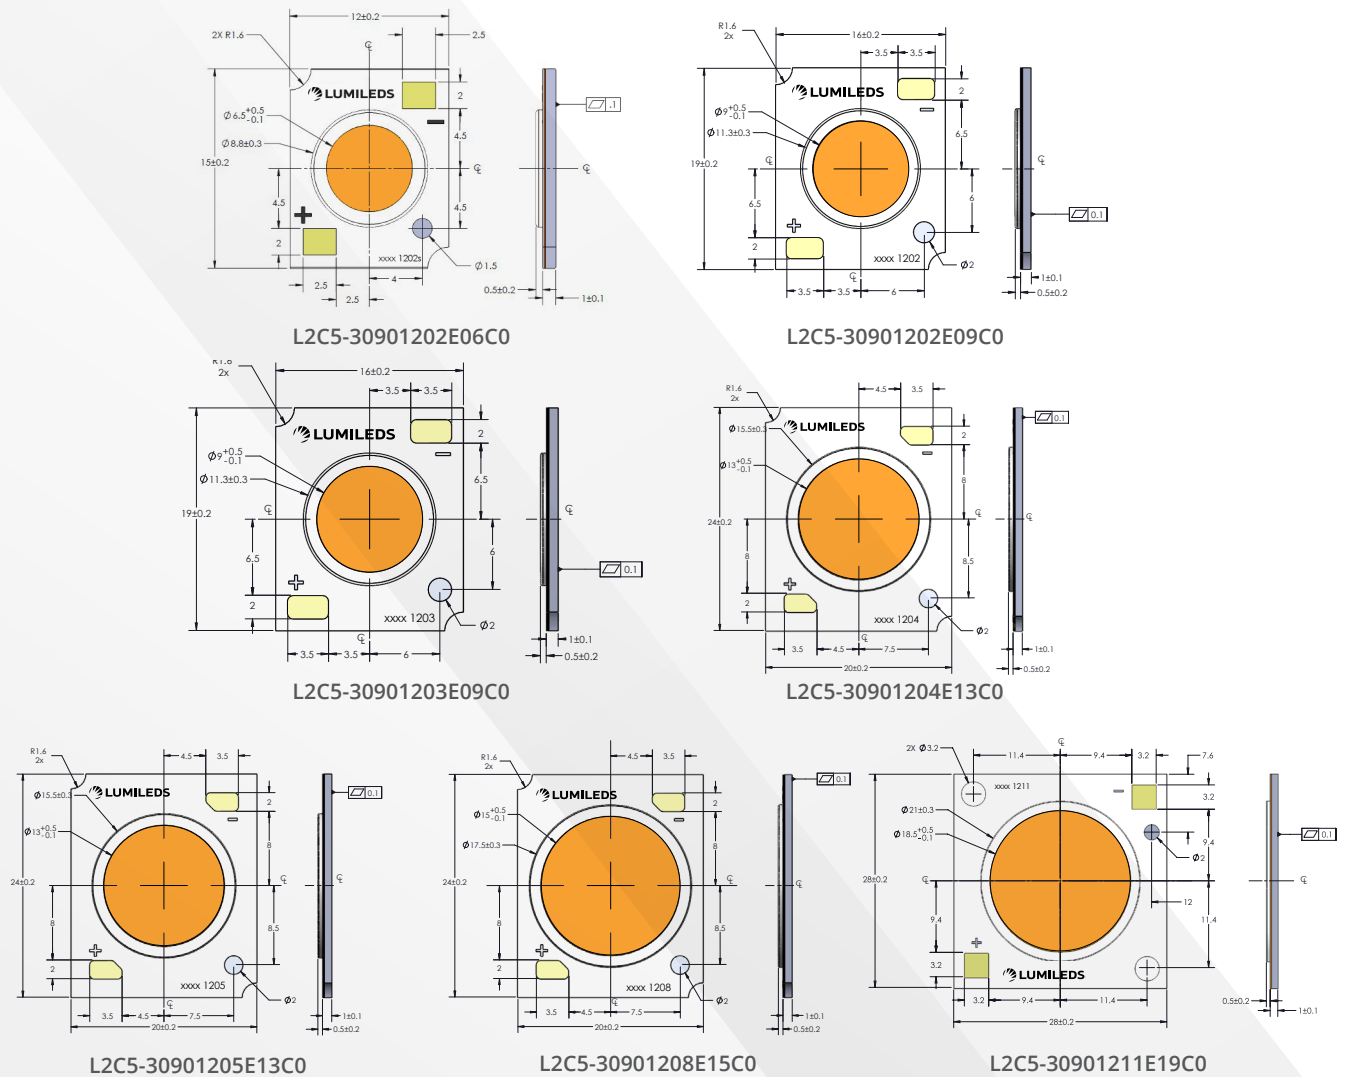 12±0.2
2X R1.6
℄
2.5
LUMILEDS
2
.1
Ø6.5 +0.5 -0.1
Ø8.8±0.3
4.5
15±0.2
℄
℄
4.5
4.5
2
xxxx 1202s
Ø1.5
2.5
2.5
4
0.5±0.2
1±0.1
L2C5-30901202E06C0
R1.6
2x
16±0.2
℄
3.5
3.5
LUMILEDS
2
Ø9 +0.5 -0.1
Ø11.3±0.3
6.5
19±0.2
℄
℄
6.5
6
0.1
2
xxxx 1202
Ø2
℄
3.5
3.5
6
1±0.1
0.5±0.2
L2C5-30901202E09C0
R1.6
2x
16±0.2
3.5
3.5
LUMILEDS
2
Ø9 +0.5 -0.1
Ø11.3±0.3
6.5
19±0.2
℄
℄
6.5
6
0.1
2
xxxx 1203
Ø2
℄
3.5
3.5
6
1±0.1
0.5±0.2
L2C5-30901203E09C0
R1.6
2x
4.5
3.5
0.1
LUMILEDS
2
Ø15.5±0.3
Ø13 +0.5 -0.1
8
24±0.2
℄
℄
8
8.5
2
xxxx 1204
Ø2
℄
3.5
4.5
7.5
1±0.1
20±0.2
0.5±0.2
L2C5-30901204E13C0
R1.6
2x
4.5
3.5
0.1
LUMILEDS
2
Ø15.5±0.3
Ø13 +0.5 -0.1
8
24±0.2
℄
℄
8
8.5
2
xxxx 1205
Ø2
℄
3.5
4.5
7.5
1±0.1
20±0.2
0.5±0.2
L2C5-30901205E13C0
R1.6
2x
4.5
3.5
0.1
LUMILEDS
2
Ø15 +0.5 -0.1
Ø17.5±0.3
8
24±0.2
℄
℄
8
8.5
2
xxxx 1208
Ø2
3.5
4.5
7.5
1±0.1
20±0.2
0.5±0.2
L2C5-30901208E15C0
℄
2X Ø3.2
11.4
9.4
3.2
7.6
xxxx 1211
3.2
Ø21±0.3
Ø18.5 +0.5 -0.1
0.1
9.4
Ø2
28±0.2
℄
℄
12
9.4
11.4
3.2
LUMILEDS
3.2
9.4
11.4
0.5±0.2
1±0.1
28±0.2
L2C5-30901211E19C0